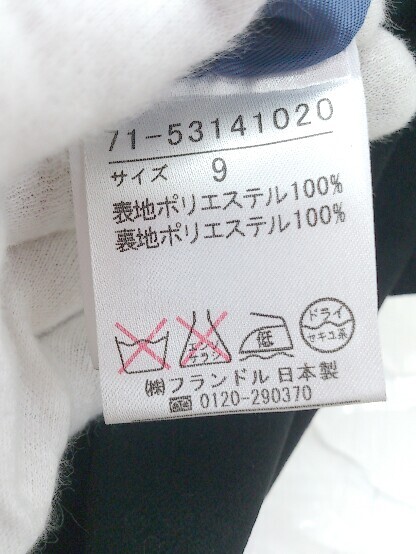 71-53141020
サイズ 9
表地ポリエステル100%
裏地ポリエステル100%
エンソ サラシ 低 ドライ セキユ系
㈱フランドル 日本製
0120-290370